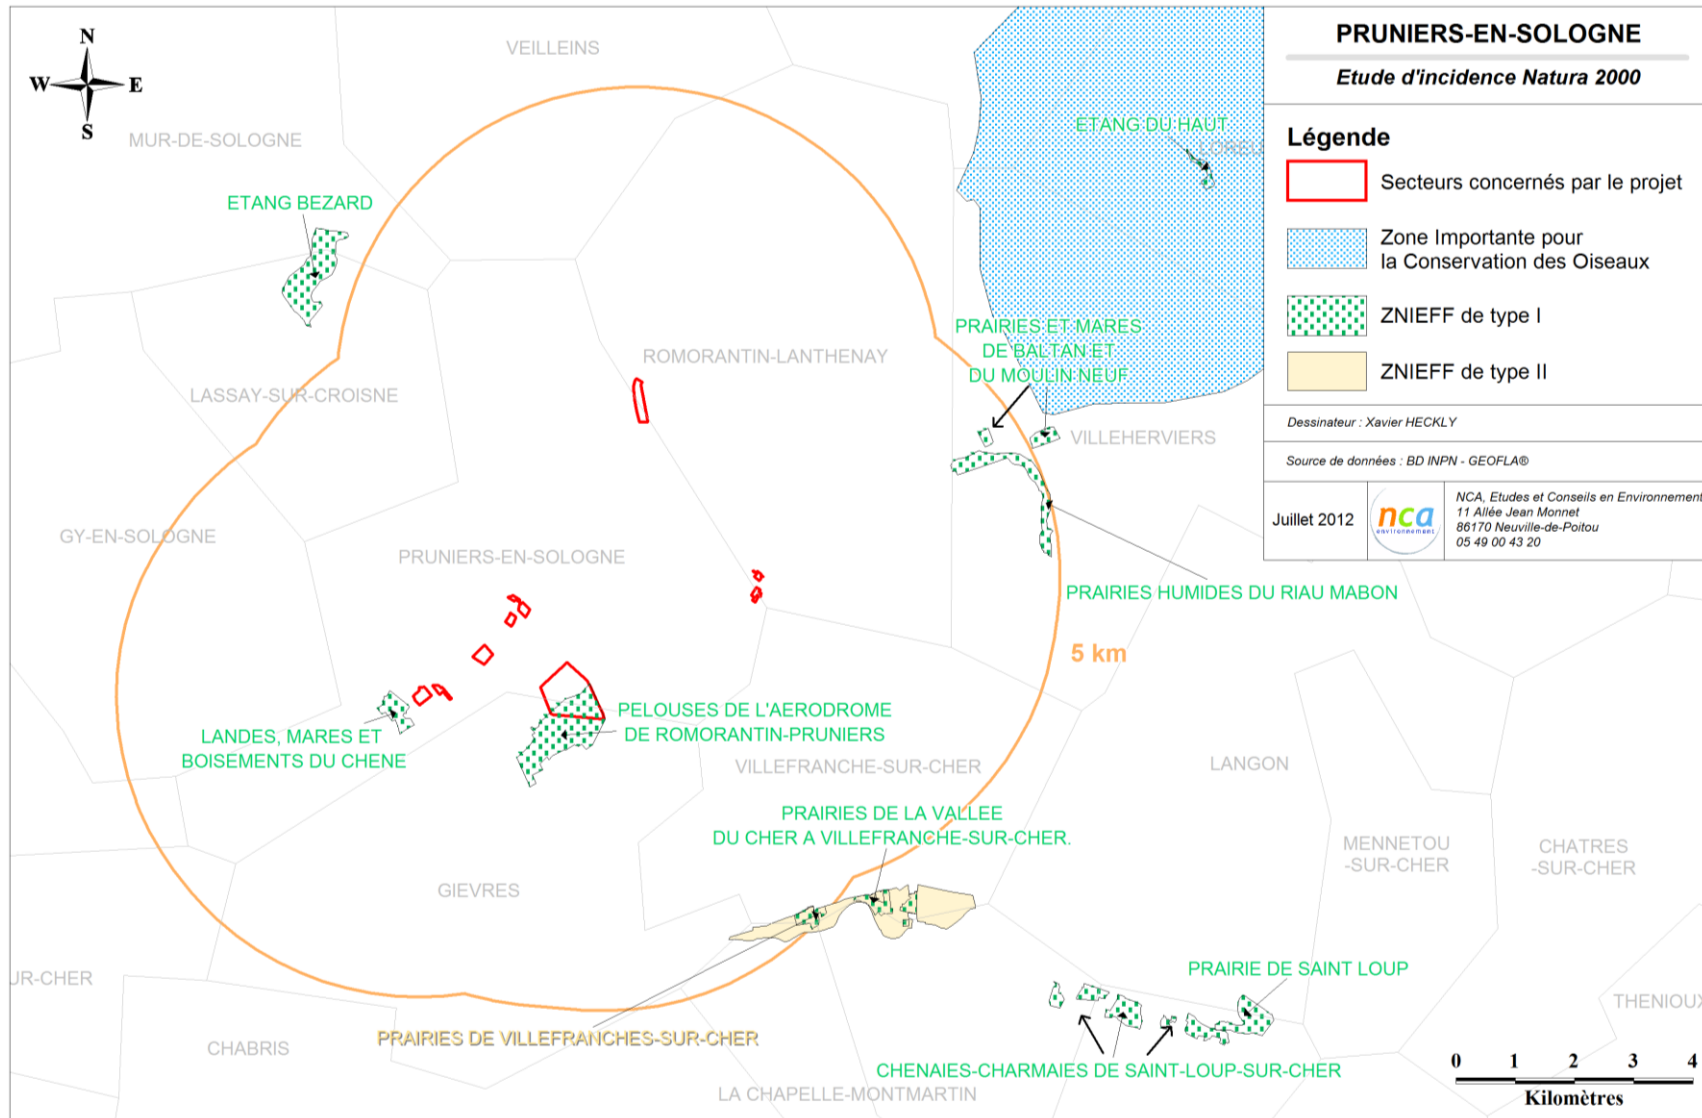 N
W
E
S
VEILLEINS
MUR-DE-SOLOGNE
ETANG BEZARD
ETANG DU HAUT
PRAIRIES ET MARES
DE BALTAN ET
DU MOULIN NEUF
ROMORANTIN-LANTHENAY
LASSAY-SUR-CROISNE
VILLEHERVIERS
GY-EN-SOLOGNE
PRUNIERS-EN-SOLOGNE
PRAIRIES HUMIDES DU RIAU MABON
5 km
PELOUSES DE L'AERODROME
DE ROMORANTIN-PRUNIERS
LANDES, MARES ET
BOISEMENTS DU CHENE
VILLEFRANCHE-SUR-CHER
LANGON
PRAIRIES DE LA VALLEE
DU CHER A VILLEFRANCHE-SUR-CHER.
MENNETOU
-SUR-CHER
CHATRES
-SUR-CHER
GIEVRES
UR-CHER
PRAIRIE DE SAINT LOUP
THENIOUX
PRAIRIES DE VILLEFRANCHES-SUR-CHER
CHABRIS
CHENAIES-CHARMAIES DE SAINT-LOUP-SUR-CHER
LA CHAPELLE-MONTMARTIN
0 1 2 3 4
Kilomètres
PRUNIERS-EN-SOLOGNE
Etude d'incidence Natura 2000
Légende
Secteurs concernés par le projet
Zone Importante pour
la Conservation des Oiseaux
ZNIEFF de type I
ZNIEFF de type II
Dessinateur : Xavier HECKLY
Source de données : BD INPN - GEOFLA®
Juillet 2012
nca
environnement
NCA, Etudes et Conseils en Environnement
11 Allée Jean Monnet
86170 Neuville-de-Poitou
05 49 00 43 20